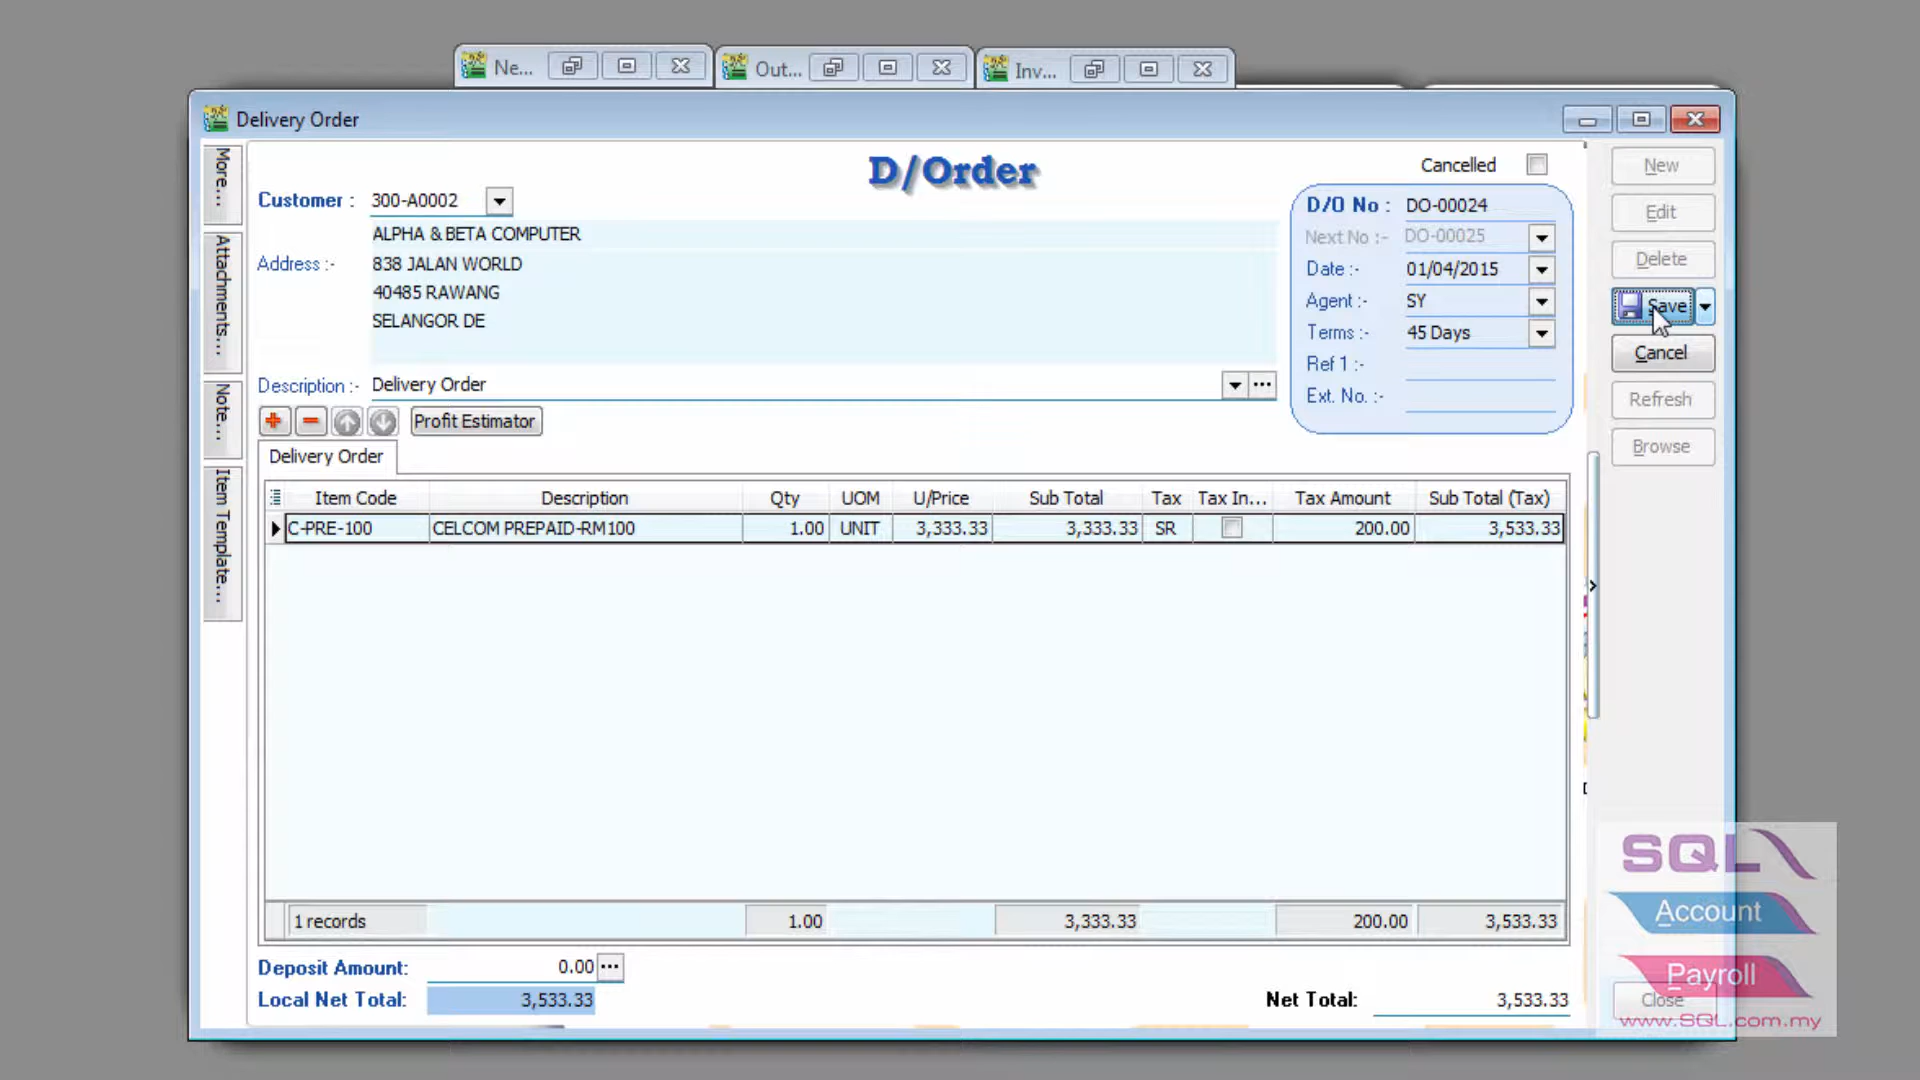 Ne...
Out...
Inv...
Delivery Order
More...
Attachments...
Note...
Item Template...
D/Order
Cancelled
Customer : 300-A0002
ALPHA & BETA COMPUTER
Address :- 838 JALAN WORLD
40485 RAWANG
SELANGOR DE
D/O No : DO-00024
Next No :- DO-00025
Date :- 01/04/2015
Agent :- SY
Terms :- 45 Days
Ref 1 :-
Ext. No. :-
Description :- Delivery Order
Profit Estimator
Delivery Order
Item Code Description Qty UOM U/Price Sub Total Tax Tax In... Tax Amount Sub Total (Tax)
C-PRE-100 CELCOM PREPAID-RM100 1.00 UNIT 3,333.33 3,333.33 SR 200.00 3,533.33
1 records 1.00 3,333.33 200.00 3,533.33
Deposit Amount: 0.00
Local Net Total: 3,533.33
Net Total: 3,533.33
New
Edit
Delete
Save
Cancel
Refresh
Browse
SQL
Account
Payroll
Close
www.SQL.com.my